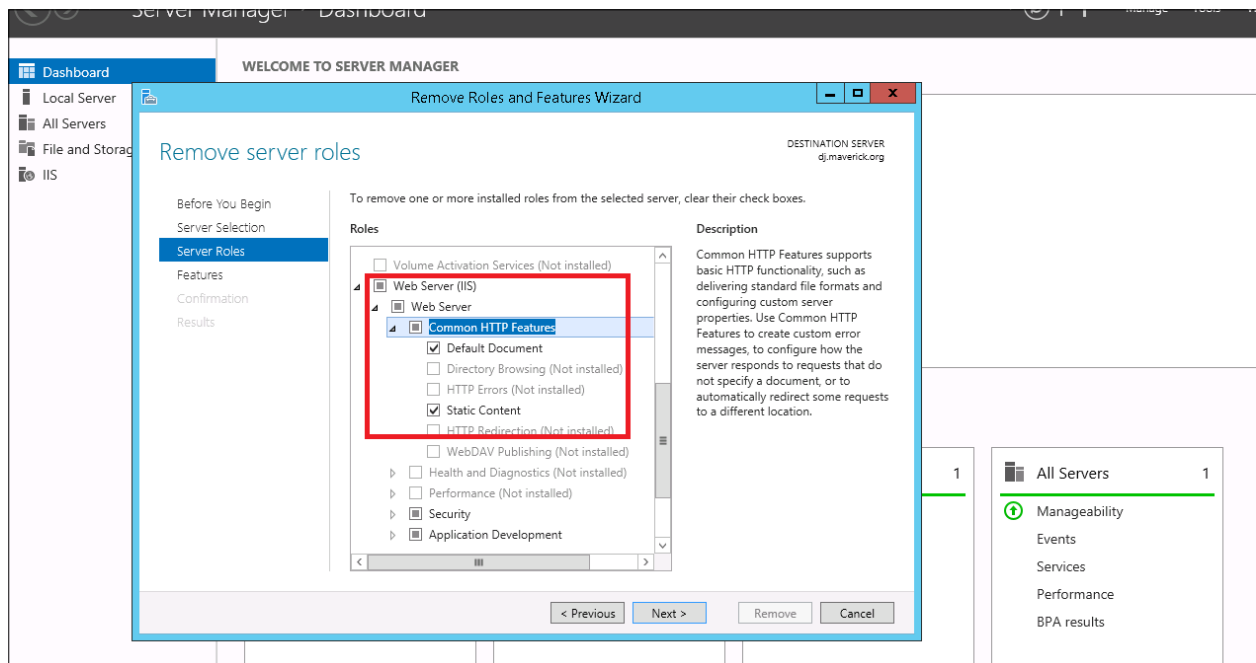 Server Manager · Dashboard
Manage
Tools
Dashboard
Local Server
All Servers
File and Storag
IIS
WELCOME TO SERVER MANAGER
Remove Roles and Features Wizard
Remove server roles
DESTINATION SERVER
dj.maverick.org
Before You Begin
Server Selection
Server Roles
Features
Confirmation
Results
To remove one or more installed roles from the selected server, clear their check boxes.
Roles
Volume Activation Services (Not installed)
Web Server (IIS)
Web Server
Common HTTP Features
Default Document
Directory Browsing (Not installed)
HTTP Errors (Not installed)
Static Content
HTTP Redirection (Not installed)
WebDAV Publishing (Not installed)
Health and Diagnostics (Not installed)
Performance (Not installed)
Security
Application Development
Description
Common HTTP Features supports
basic HTTP functionality, such as
delivering standard file formats and
configuring custom server
properties. Use Common HTTP
Features to create custom error
messages, to configure how the
server responds to requests that do
not specify a document, or to
automatically redirect some requests
to a different location.
< Previous
Next >
Remove
Cancel
1
All Servers 1
Manageability
Events
Services
Performance
BPA results